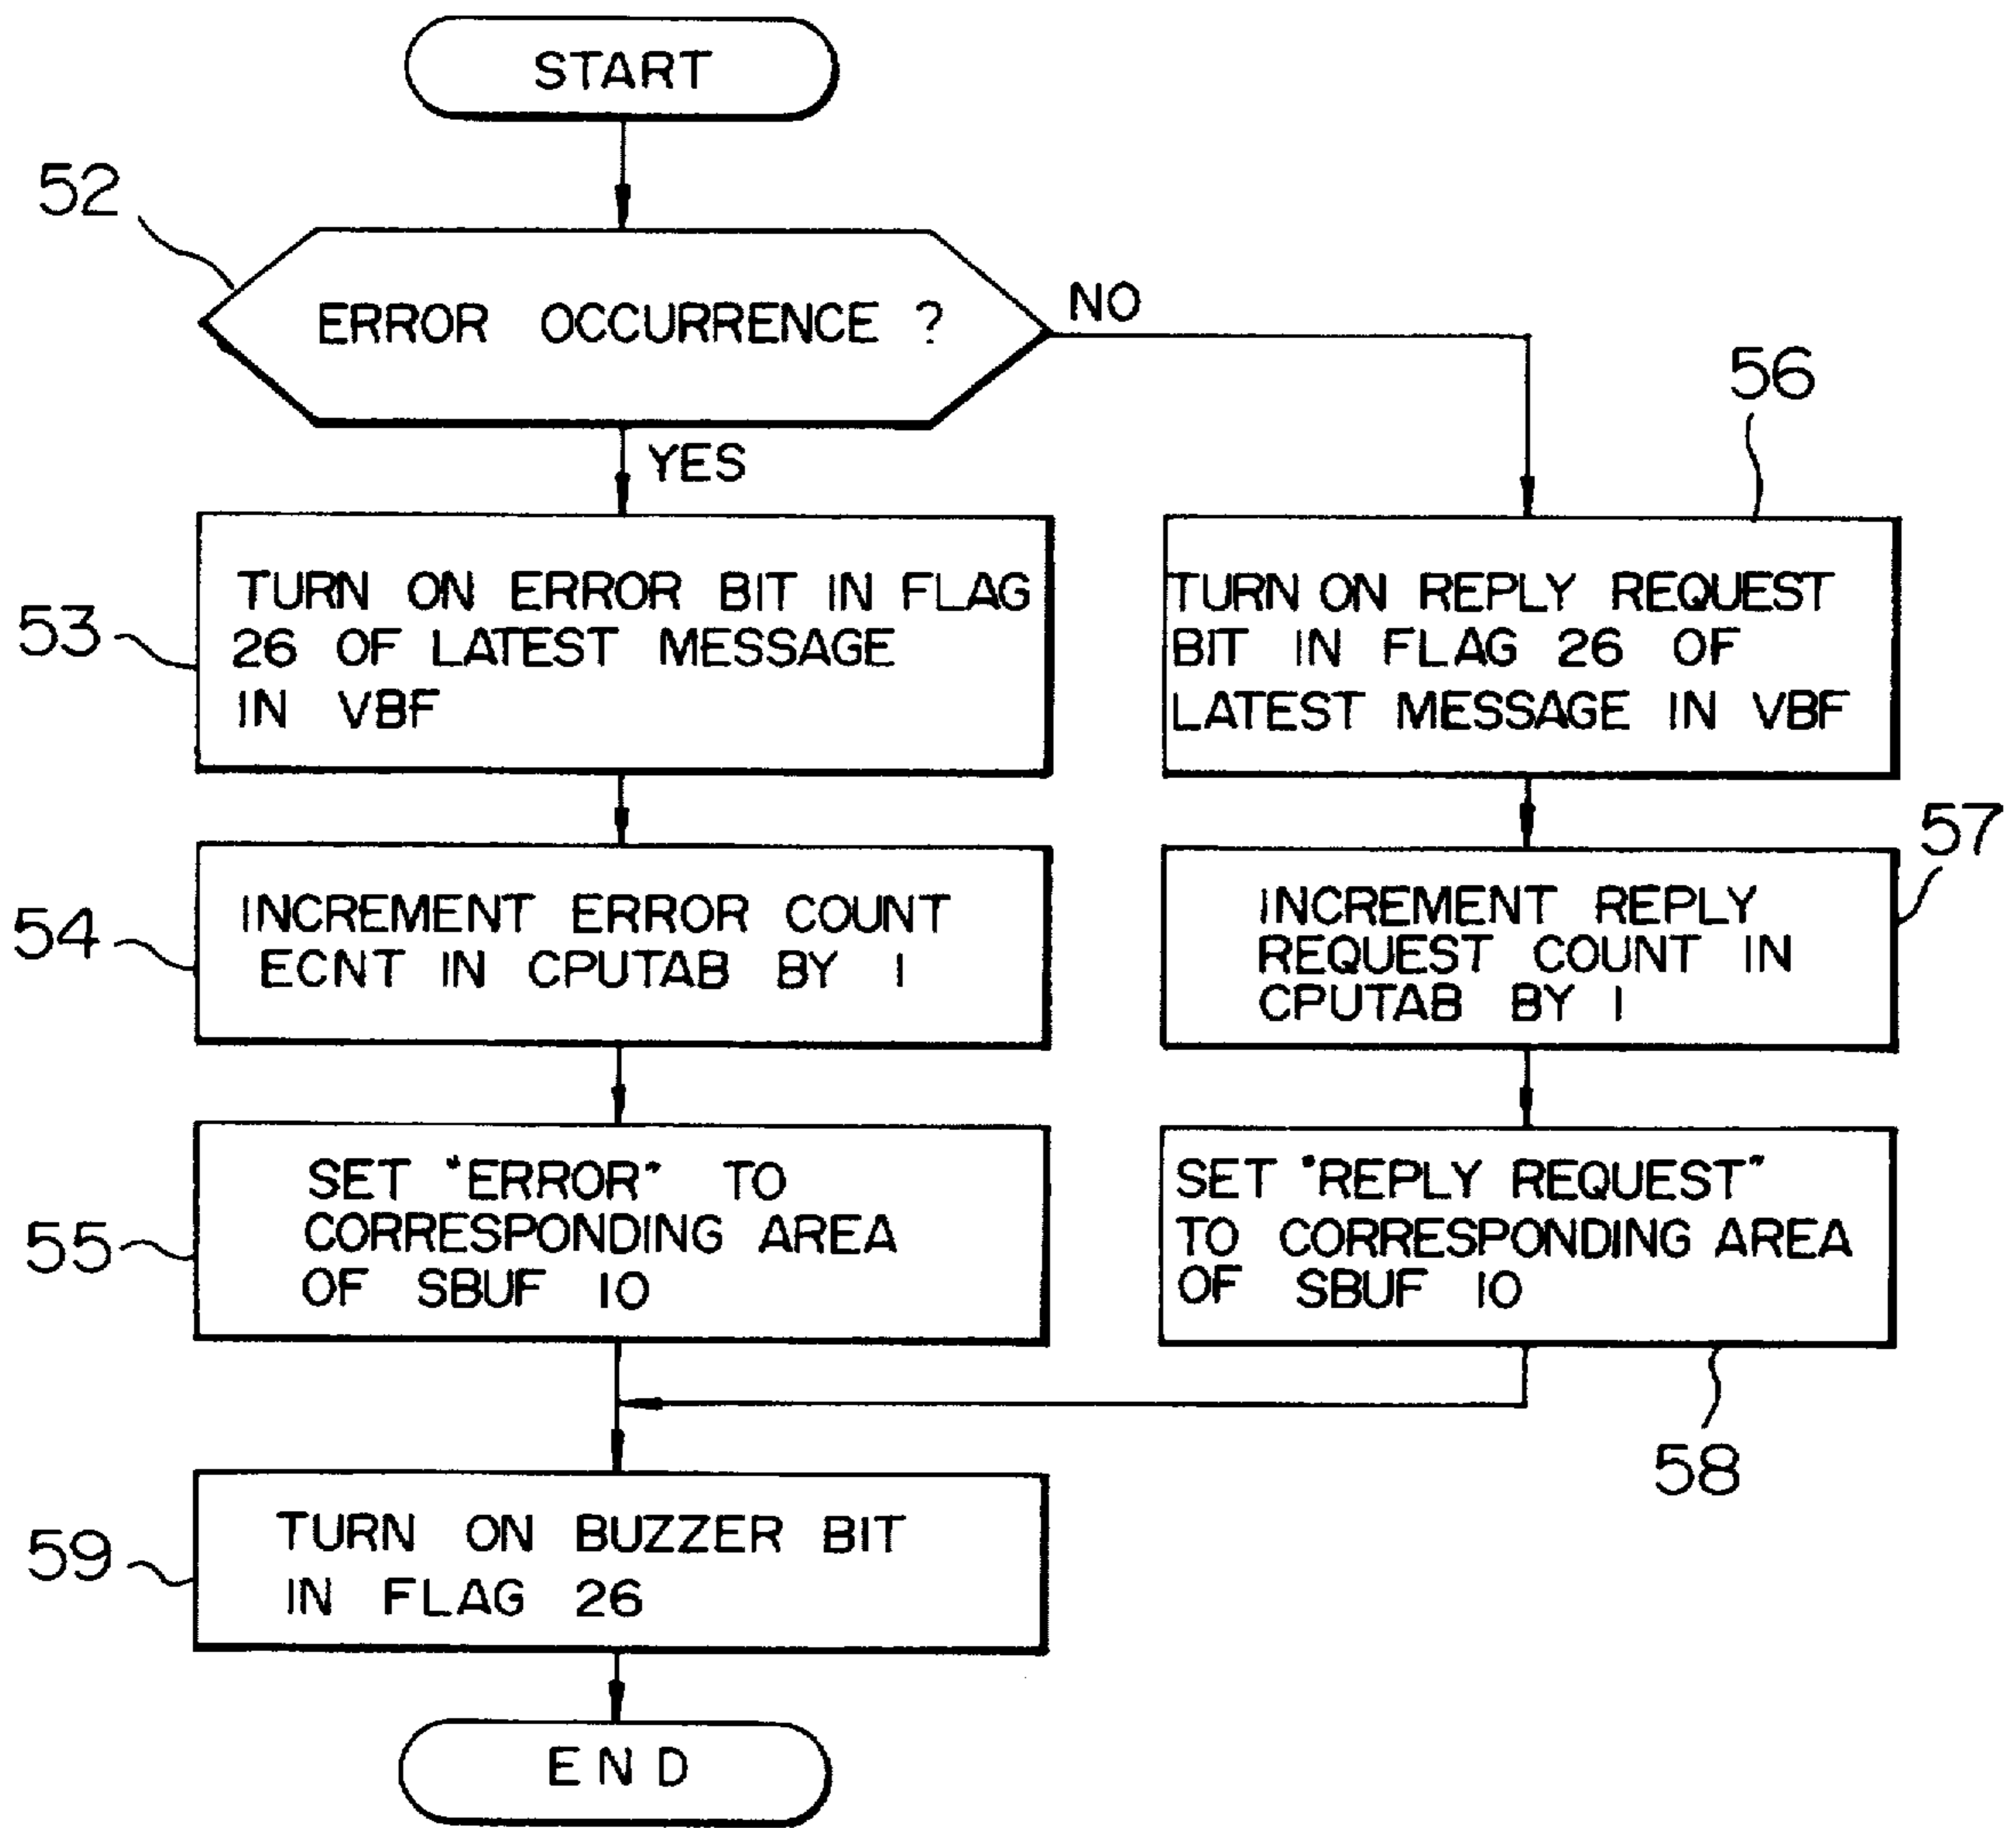 START
52
ERROR OCCURRENCE ?
NO
YES
53
TURN ON ERROR BIT IN FLAG
26 OF LATEST MESSAGE
IN VBF
56
TURN ON REPLY REQUEST
BIT IN FLAG 26 OF
LATEST MESSAGE IN VBF
54
INCREMENT ERROR COUNT
ECNT IN CPUTAB BY 1
57
INCREMENT REPLY
REQUEST COUNT IN
CPUTAB BY 1
55
SET "ERROR" TO
CORRESPONDING AREA
OF SBUF 10
SET "REPLY REQUEST"
TO CORRESPONDING AREA
OF SBUF 10
58
59
TURN ON BUZZER BIT
IN FLAG 26
END